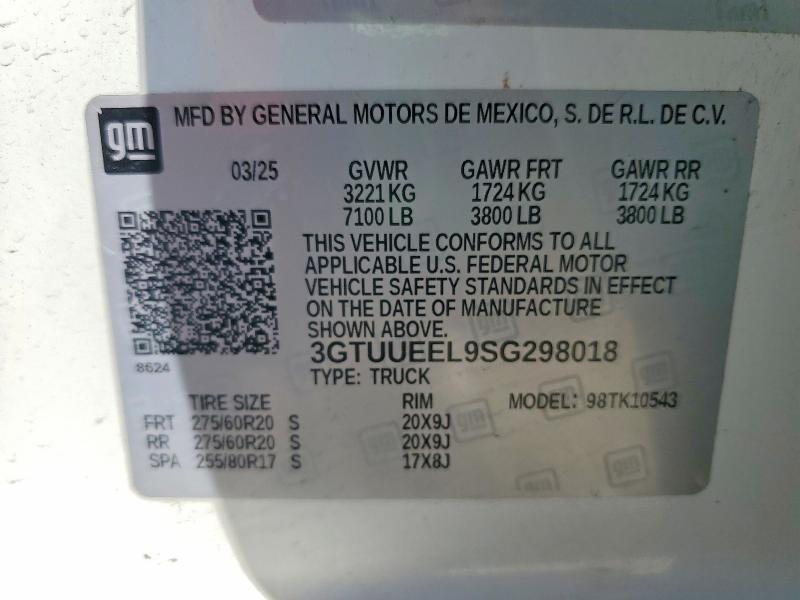 gm
MFD BY GENERAL MOTORS DE MEXICO, S. DE R.L. DE C.V.
03/25 GVWR GAWR FRT GAWR RR
3221 KG 1724 KG 1724 KG
7100 LB 3800 LB 3800 LB
THIS VEHICLE CONFORMS TO ALL
APPLICABLE U.S. FEDERAL MOTOR
VEHICLE SAFETY STANDARDS IN EFFECT
ON THE DATE OF MANUFACTURE
SHOWN ABOVE.
8624
3GTUUEEL9SG298018
TYPE: TRUCK
TIRE SIZE RIM MODEL: 98TK10543
FRT 275/60R20 S 20X9J
RR 275/60R20 S 20X9J
SPA 255/80R17 S 17X8J
gm
gm
gm